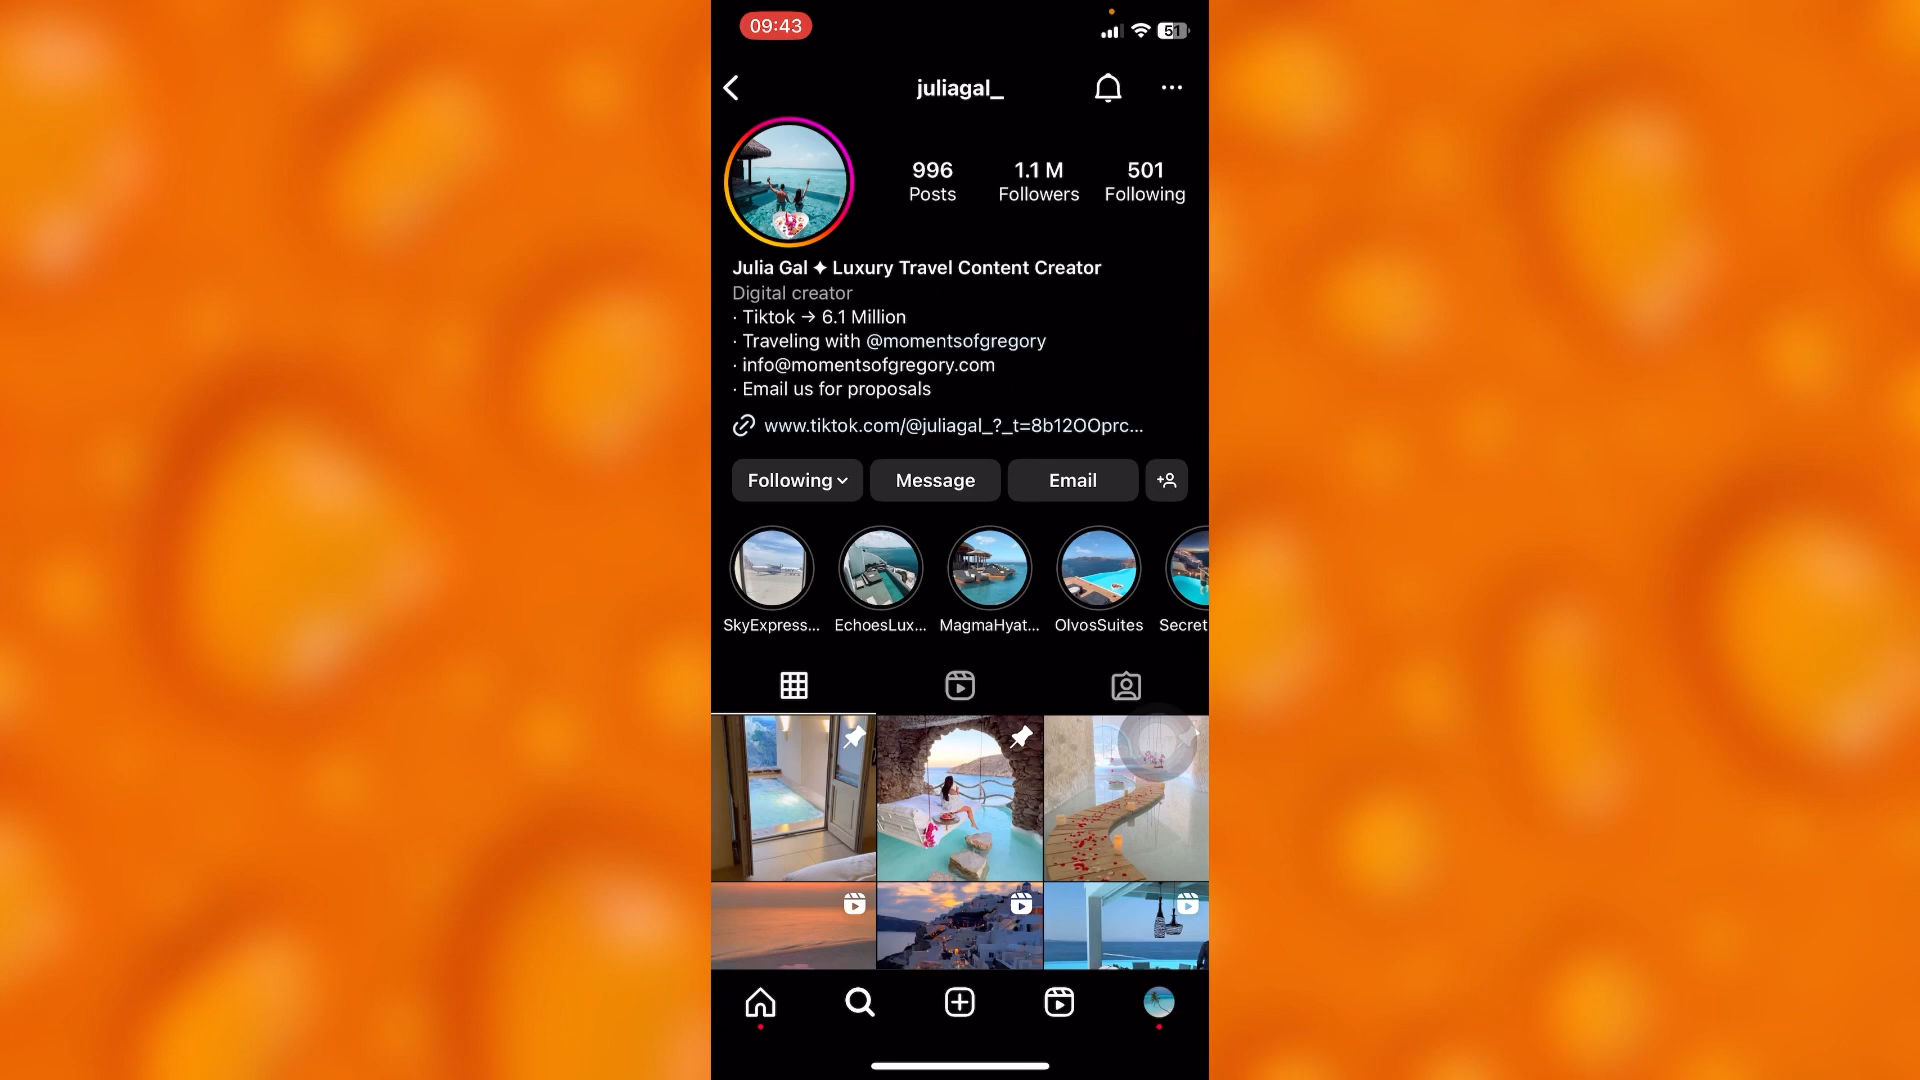 09:43
51
juliagal_
996
1.1 M
501
Posts
Followers
Following
Julia Gal ✦ Luxury Travel Content Creator
Digital creator
· Tiktok → 6.1 Million
· Traveling with @momentsofgregory
· info@momentsofgregory.com
· Email us for proposals
www.tiktok.com/@juliagal_?_t=8b12OOprc...
Following
Message
Email
SkyExpress...
EchoesLux...
MagmaHyat...
OlvosSuites
Secret